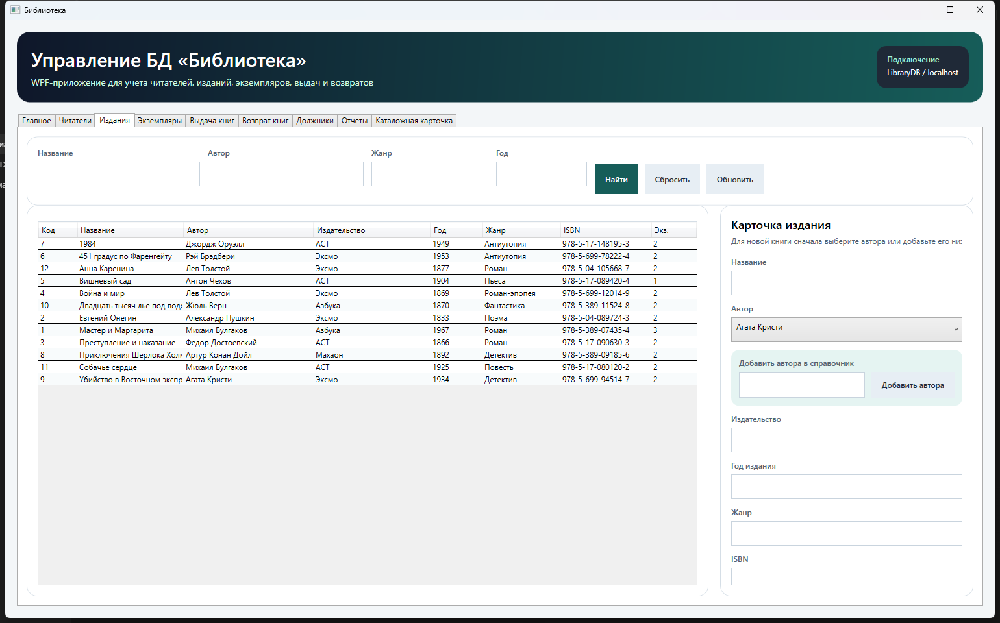 Библиотека
Управление БД «Библиотека»
WPF-приложение для учета читателей, изданий, экземпляров, выдач и возвратов
Подключение
LibraryDB / localhost
Главное Читатели Издания Экземпляры Выдача книг Возврат книг Должники Отчеты Каталожная карточка
Название Автор Жанр Год
Найти Сбросить Обновить
Код Название Автор Издательство Год Жанр ISBN Экз.
7 1984 Джордж Оруэлл АСТ 1949 Антиутопия 978-5-17-148195-3 2
6 451 градус по Фаренгейту Рэй Брэдбери Эксмо 1953 Антиутопия 978-5-699-78222-4 2
12 Анна Каренина Лев Толстой Эксмо 1877 Роман 978-5-04-105668-7 2
5 Вишневый сад Антон Чехов АСТ 1904 Пьеса 978-5-17-089420-4 1
4 Война и мир Лев Толстой Эксмо 1869 Роман-эпопея 978-5-699-12014-9 2
10 Двадцать тысяч лье под водо Жюль Верн Азбука 1870 Фантастика 978-5-389-11524-8 2
2 Евгений Онегин Александр Пушкин Эксмо 1833 Поэма 978-5-04-089724-3 2
1 Мастер и Маргарита Михаил Булгаков Азбука 1967 Роман 978-5-389-07435-4 3
3 Преступление и наказание Федор Достоевский АСТ 1866 Роман 978-5-17-090630-3 2
8 Приключения Шерлока Холм Артур Конан Дойл Махаон 1892 Детектив 978-5-389-09185-6 2
11 Собачье сердце Михаил Булгаков АСТ 1925 Повесть 978-5-17-080120-2 2
9 Убийство в Восточном экспр Агата Кристи Эксмо 1934 Детектив 978-5-699-94514-7 2
Карточка издания
Для новой книги сначала выберите автора или добавьте его ни
Название
Автор
Агата Кристи
Добавить автора в справочник
Добавить автора
Издательство
Год издания
Жанр
ISBN